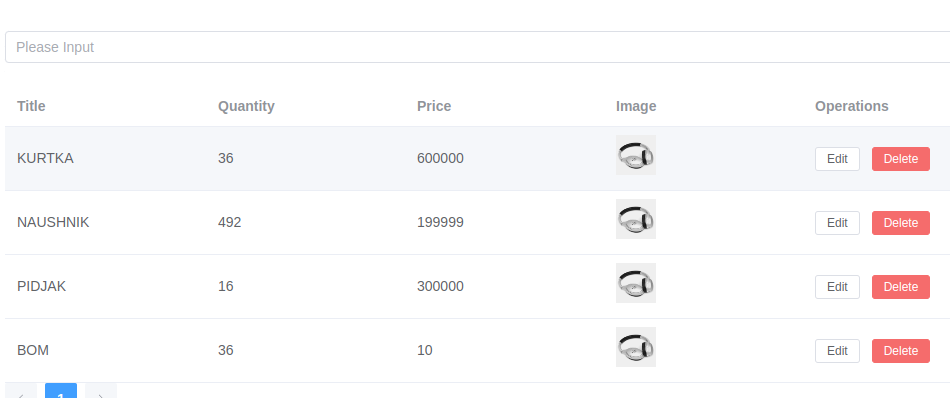 Please Input
Title Quantity Price Image Operations
KURTKA 36 600000 Edit Delete
NAUSHNIK 492 199999 Edit Delete
PIDJAK 16 300000 Edit Delete
BOM 36 10 Edit Delete
1